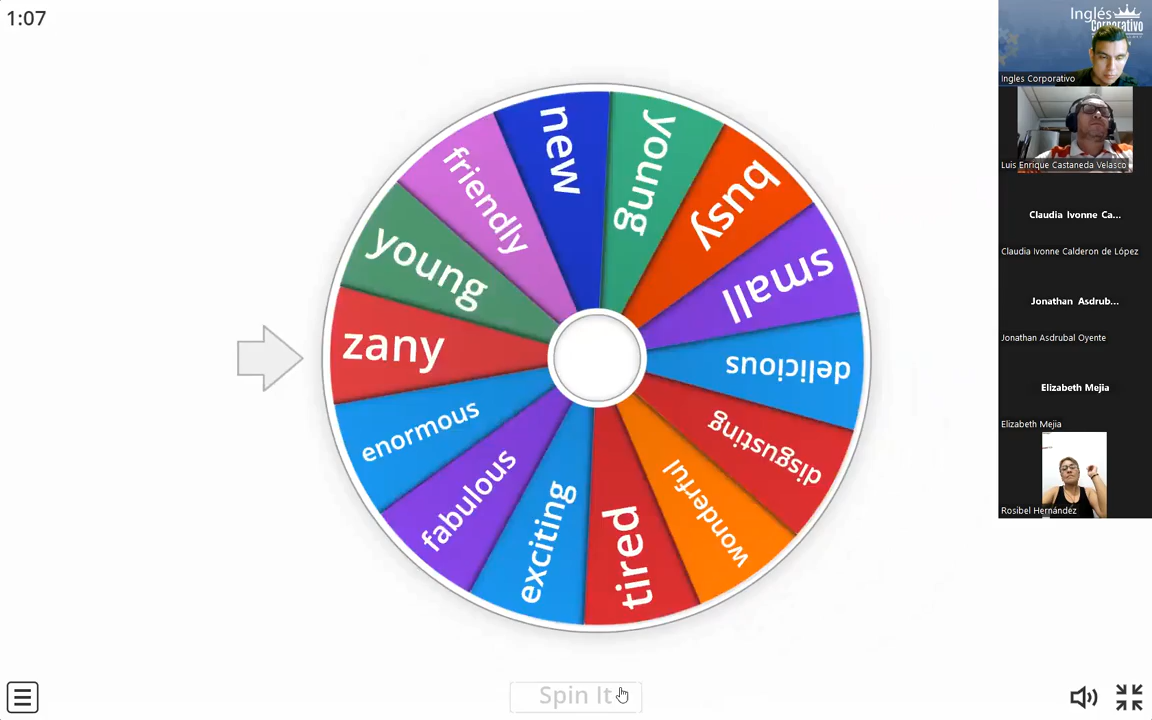 1:07
new
young
busy
small
delicious
disgusting
wonderful
tired
exciting
fabulous
enormous
zany
young
friendly
Spin It
Inglés
Corporativo
Ingles Corporativo
Luis Enrique Castaneda Velasco
Claudia Ivonne Ca...
Claudia Ivonne Calderon de López
Jonathan Asdrub...
Jonathan Asdrubal Oyente
Elizabeth Mejia
Elizabeth Mejia
Rosibel Hernández